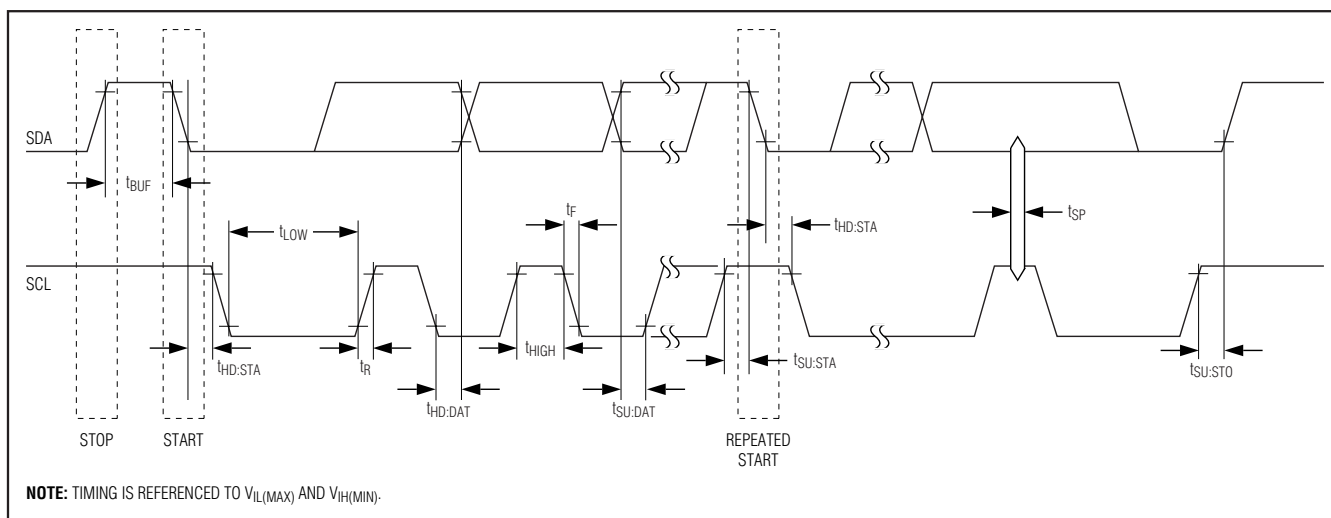 SDA
tBUF
tF
tSP
tHD:STA
tLOW
SCL
tHD:STA
tR
tHIGH
tSU:STA
tSU:STO
tHD:DAT
tSU:DAT
STOP
START
REPEATED
START
NOTE: TIMING IS REFERENCED TO VIL(MAX) AND VIH(MIN).